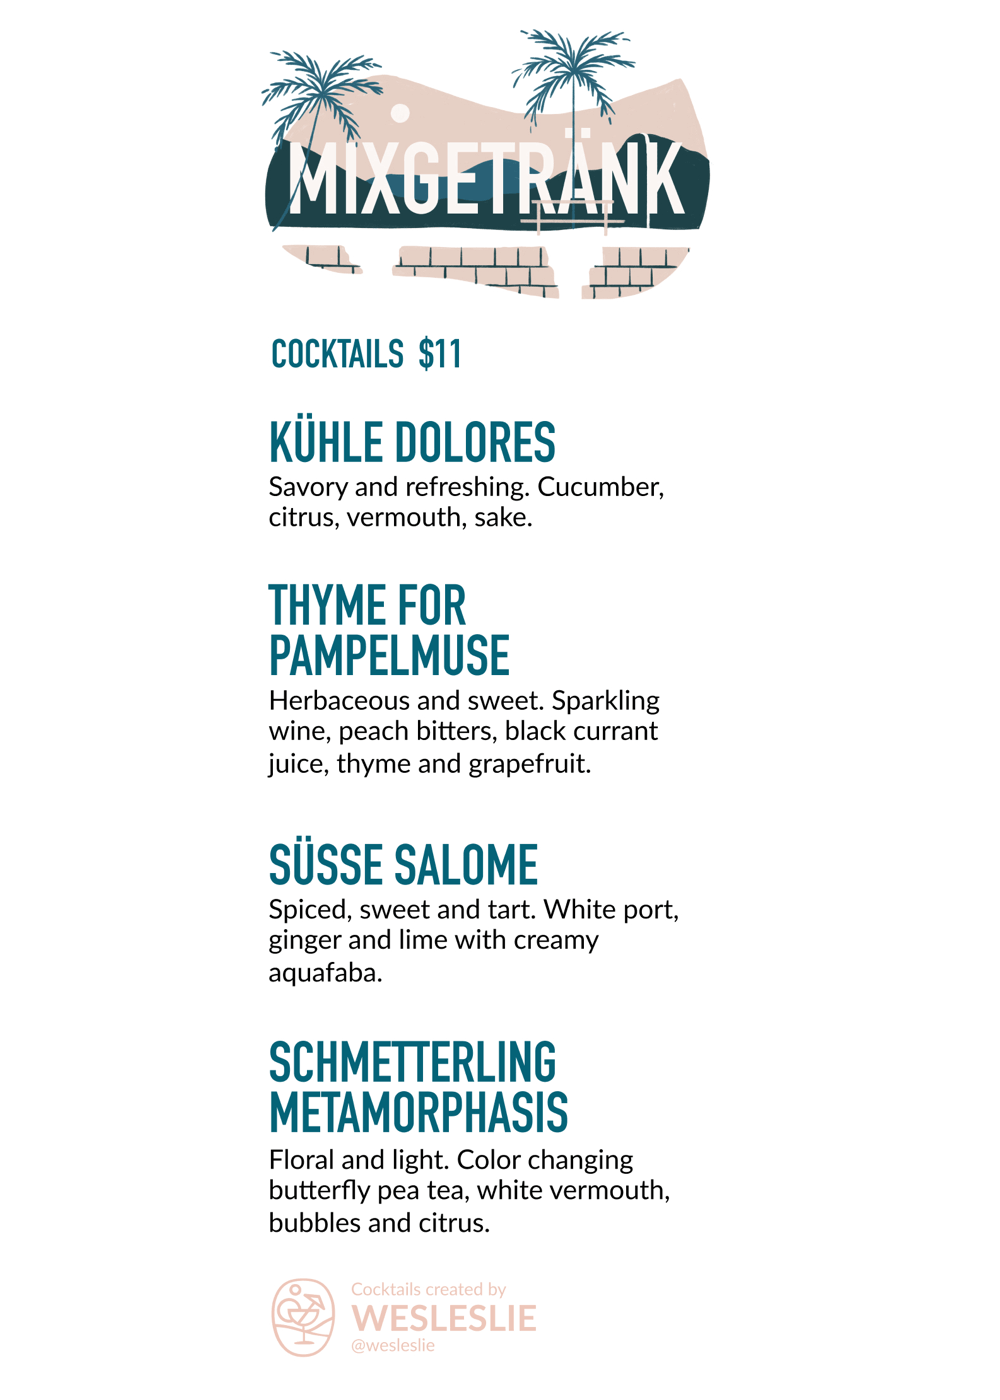 MIXGETRÄNK
COCKTAILS $11
KÜHLE DOLORES
Savory and refreshing. Cucumber,
citrus, vermouth, sake.
THYME FOR
PAMPELMUSE
Herbaceous and sweet. Sparkling
wine, peach bitters, black currant
juice, thyme and grapefruit.
SÜSSE SALOME
Spiced, sweet and tart. White port,
ginger and lime with creamy
aquafaba.
SCHMETTERLING
METAMORPHASIS
Floral and light. Color changing
butterfly pea tea, white vermouth,
bubbles and citrus.
Cocktails created by
WESLESLIE
@wesleslie